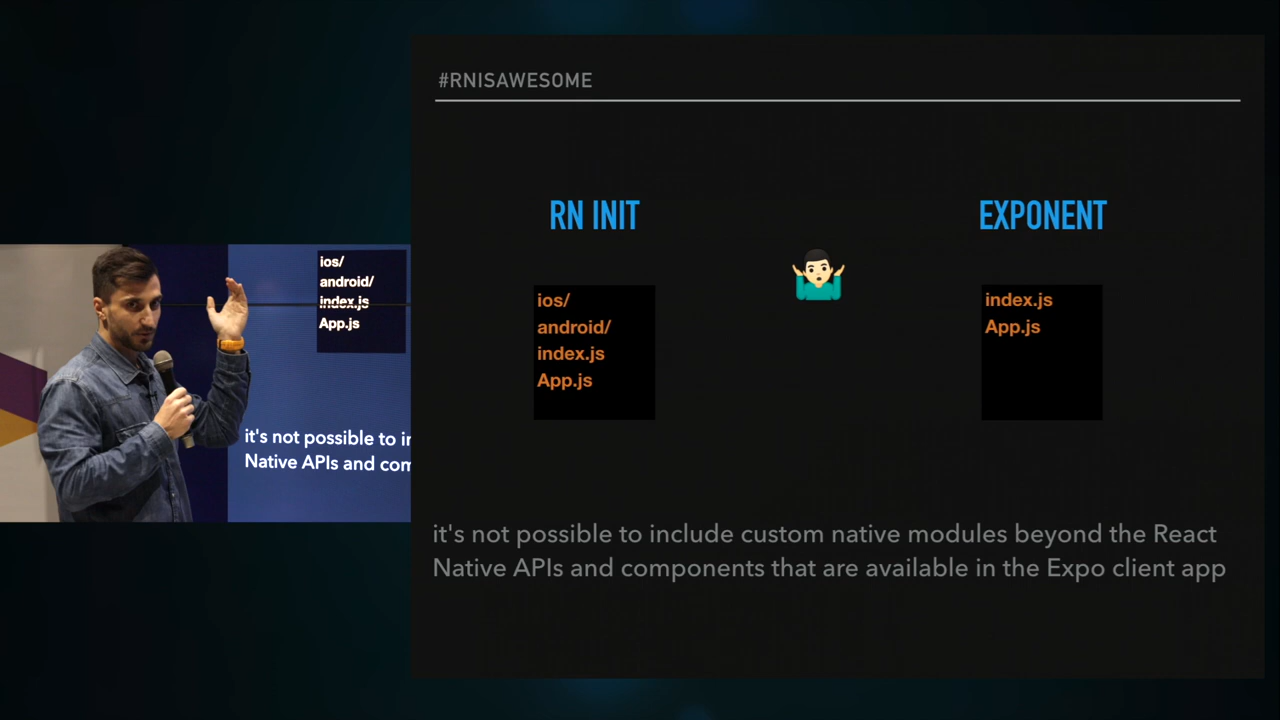 #RNISAWESOME
RN INIT
EXPONENT
ios/
android/
index.js
App.js
index.js
App.js
it's not possible to include custom native modules beyond the React
Native APIs and components that are available in the Expo client app
ios/
android/
index.js
App.js
it's not possible to in
Native APIs and com